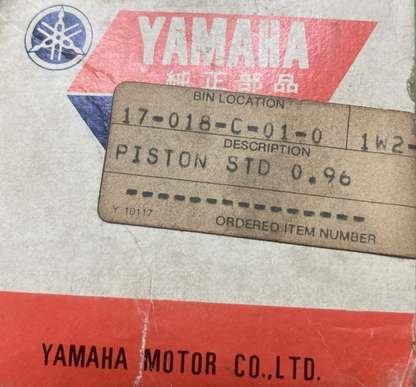 YAMAHA
純正部品
BIN LOCATION
17-018-C-01-0 1W2-
DESCRIPTION
PISTON STD 0.96
Y 10117
ORDERED ITEM NUMBER
YAMAHA MOTOR CO.,LTD.